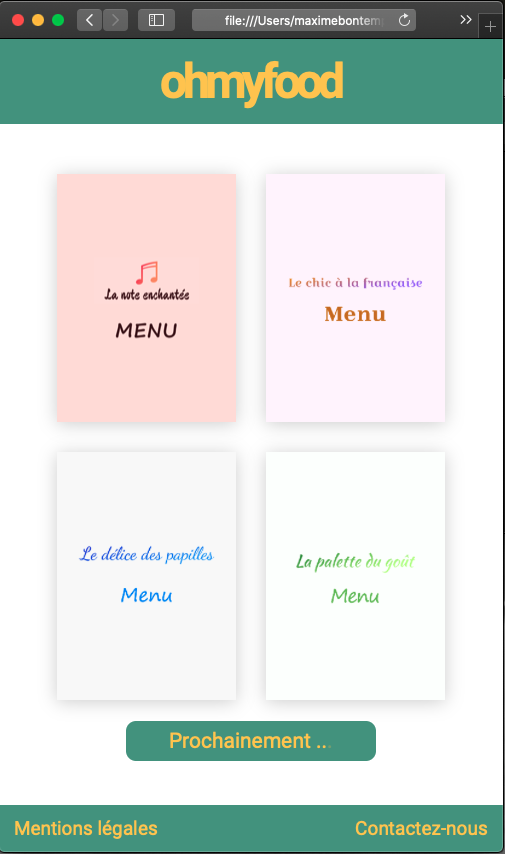 file:///Users/maximebontemp
ohmyfood
La note enchantée
MENU
Le chic à la française
Menu
Le délice des papilles
Menu
La palette du goût
Menu
Prochainement ...
Mentions légales
Contactez-nous